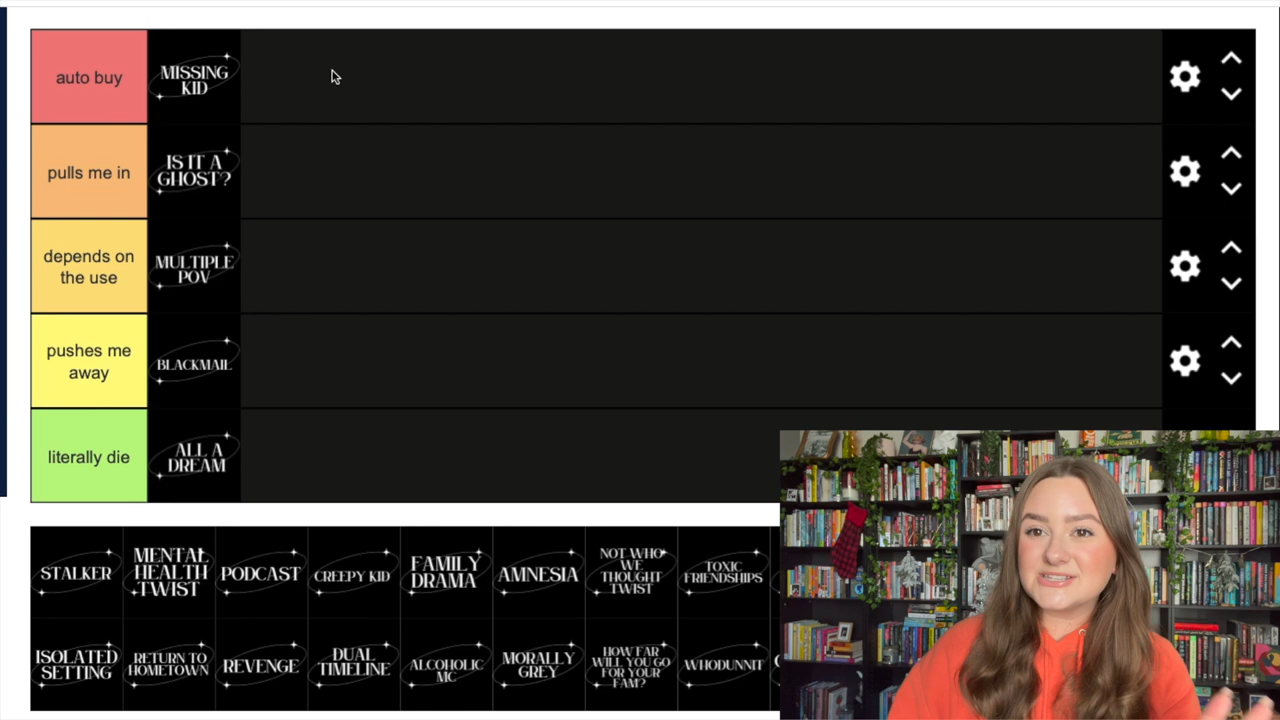 auto buy
MISSING
KID
pulls me in
IS IT A
GHOST?
depends on
the use
MULTIPLE
POV
pushes me
away
BLACKMAIL
literally die
ALL A
DREAM
STALKER
MENTAL
HEALTH
TWIST
PODCAST
CREEPY KID
FAMILY
DRAMA
AMNESIA
NOT WHO
WE
THOUGHT
TWIST
TOXIC
FRIENDSHIPS
ISOLATED
SETTING
RETURN TO
HOMETOWN
REVENGE
DUAL
TIMELINE
ALCOHOLIC
MC
MORALLY
GREY
HOW FAR
WILL YOU GO
FOR YOUR
FAM?
WHODUNNIT